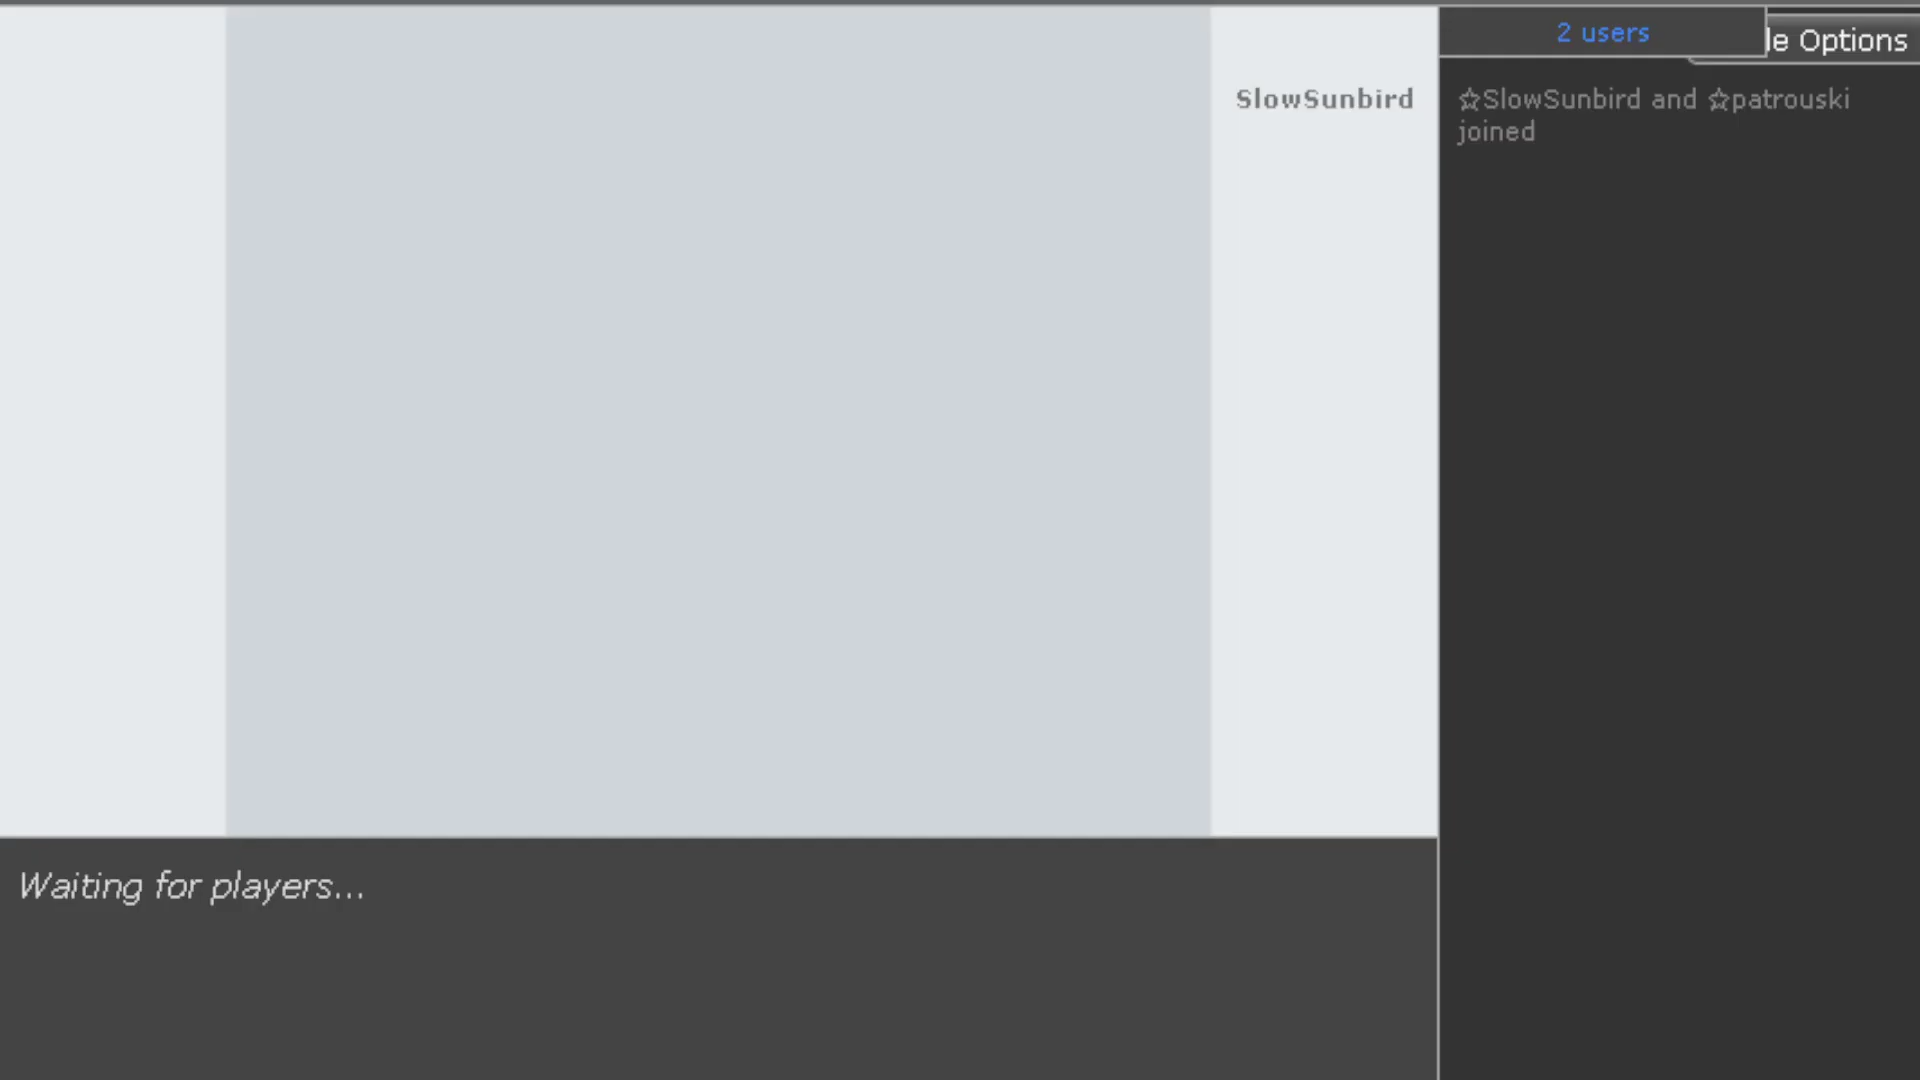 2 users
le Options
SlowSunbird
☆SlowSunbird and ☆patrouski
joined
Waiting for players...